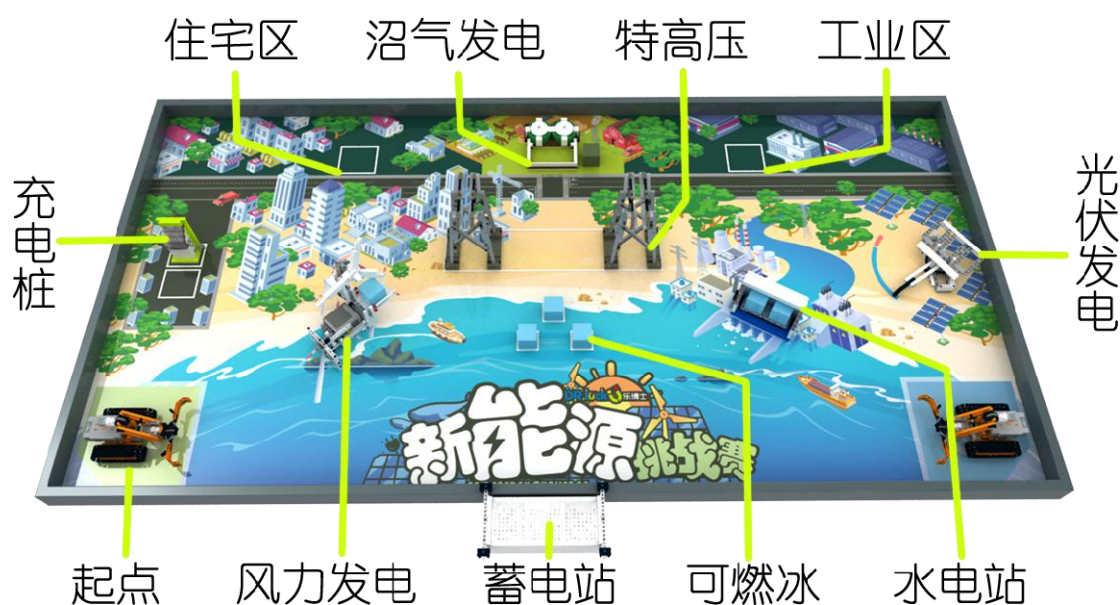 住宅区
沼气发电
特高压
工业区
充电桩
光伏发电
DR.luck 乐博士
新能源挑战赛
起点
风力发电
蓄电站
可燃冰
水电站